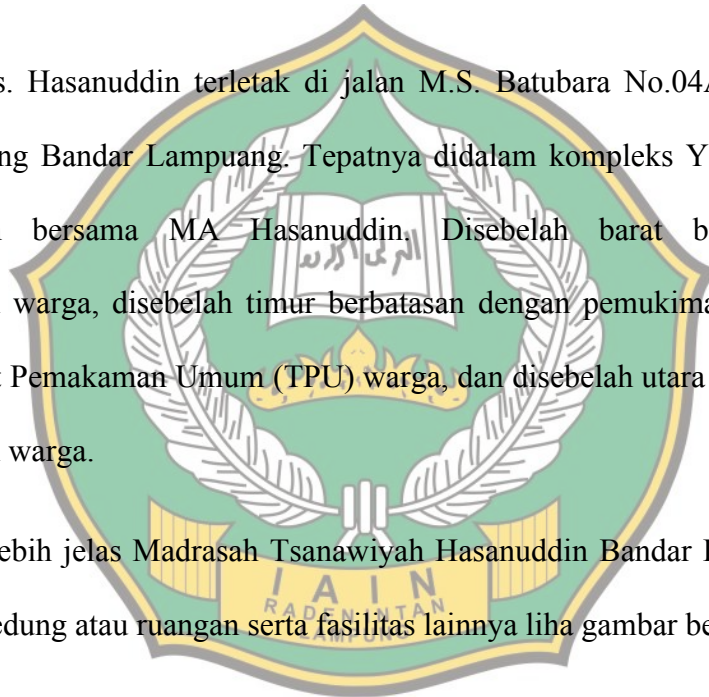 s. Hasanuddin terletak di jalan M.S. Batubara No.04A
ng Bandar Lampuang. Tepatnya didalam kompleks Y
bersama MA Hasanuddin. Disebelah barat b
warga, disebelah timur berbatasan dengan pemukima
t Pemakaman Umum (TPU) warga, dan disebelah utara
warga.
ebih jelas Madrasah Tsanawiyah Hasanuddin Bandar
edung atau ruangan serta fasilitas lainnya liha gambar be
IAIN
RADEN INTAN
LAMPUNG